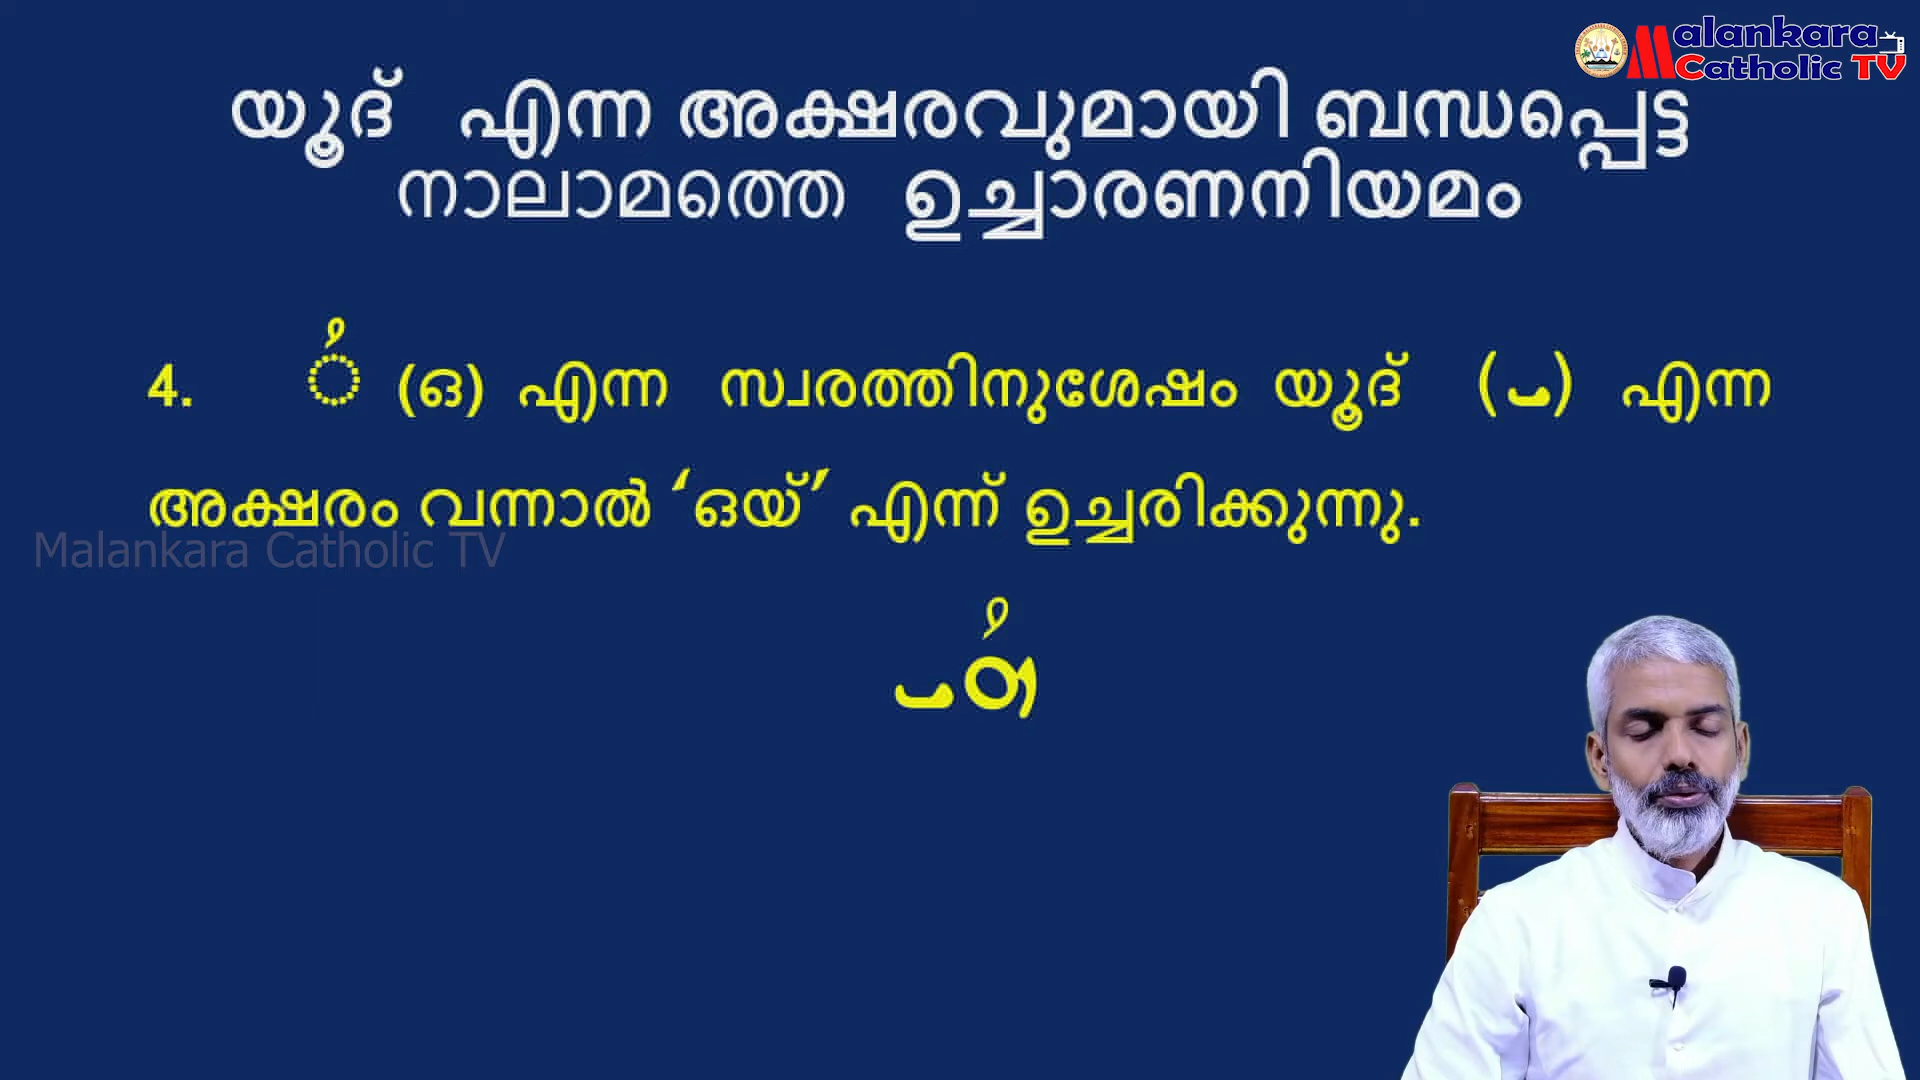 Malankara
Catholic TV
യൂദ് എന്ന അക്ഷരവുമായി ബന്ധപ്പെട്ട
നാലാമത്തെ ഉച്ചാരണനിയമം
4. ◌ܳ (ഒ) എന്ന സ്വരത്തിനുശേഷം യൂദ് (ܝ) എന്ന
അക്ഷരം വന്നാൽ ‘ഒയ്’ എന്ന് ഉച്ചരിക്കുന്നു.
Malankara Catholic TV
ܘܳܝ